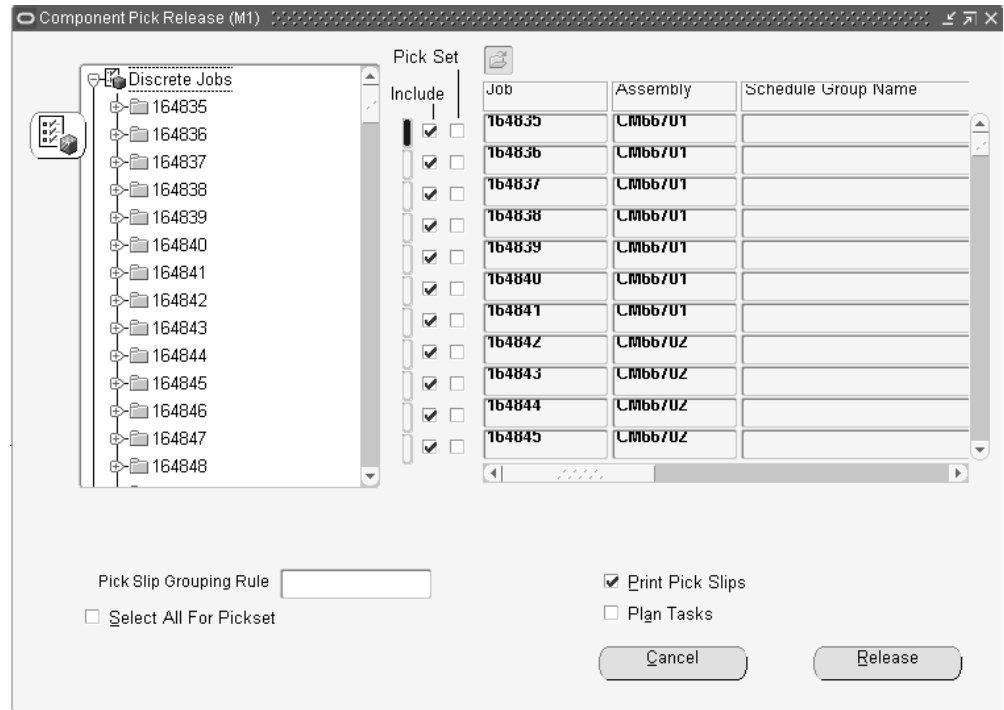 Component Pick Release (M1)
Pick Set
Include
Discrete Jobs
164835
164836
164837
164838
164839
164840
164841
164842
164843
164844
164845
164846
164847
164848
Job Assembly Schedule Group Name
164835 CM66701
164836 CM66701
164837 CM66701
164838 CM66701
164839 CM66701
164840 CM66701
164841 CM66701
164842 CM66702
164843 CM66702
164844 CM66702
164845 CM66702
Pick Slip Grouping Rule
Select All For Pickset
Print Pick Slips
Plan Tasks
Cancel
Release